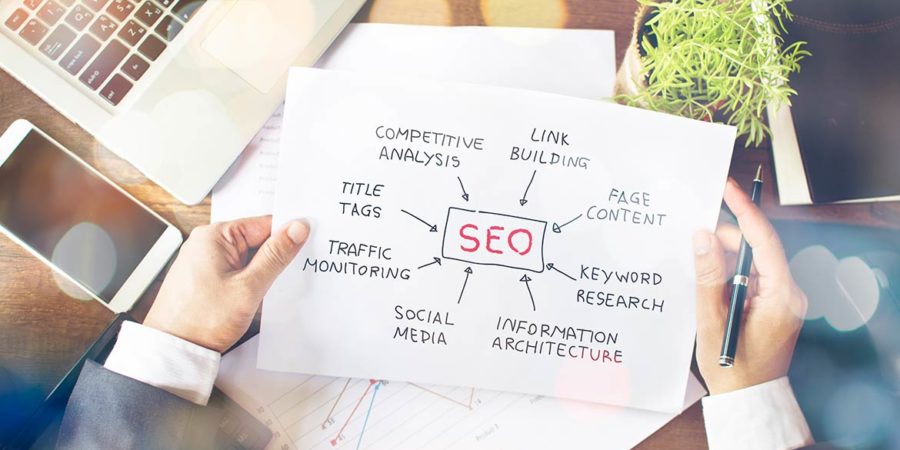 COMPETITIVE
ANALYSIS
LINK
BUILDING
TITLE
TAGS
FAGE
CONTENT
SEO
TRAFFIC
MONITORING
KEYWORD
RESEARCH
SOCIAL
MEDIA
INFORMATION
ARCHITECTURE